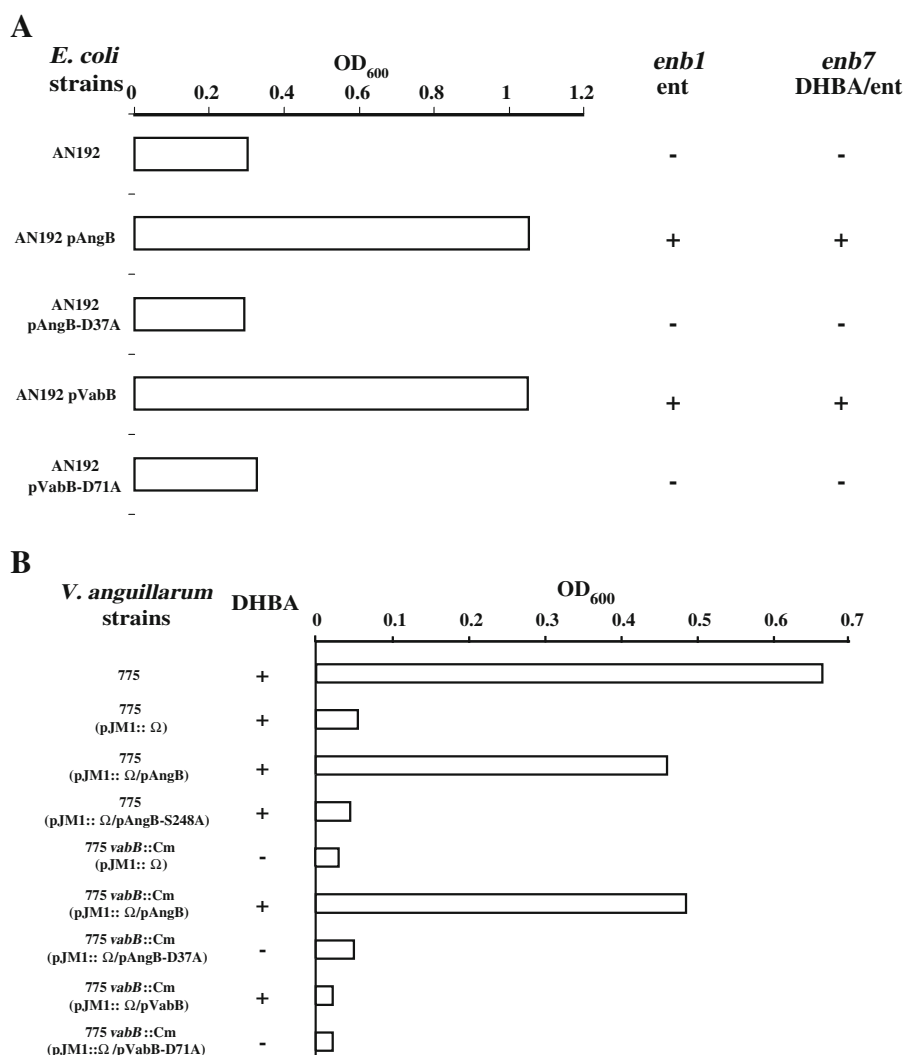 A
E. coli
strains
OD600
enb1
ent
enb7
DHBA/ent
0 0.2 0.4 0.6 0.8 1 1.2
AN192 - -
AN192 pAngB + +
AN192
pAngB-D37A - -
AN192 pVabB + +
AN192
pVabB-D71A - -
B
V. anguillarum
strains
DHBA
OD600
0 0.1 0.2 0.3 0.4 0.5 0.6 0.7
775 +
775
(pJM1:: Ω) +
775
(pJM1:: Ω/pAngB) +
775
(pJM1:: Ω/pAngB-S248A) +
775 vabB::Cm
(pJM1:: Ω) -
775 vabB::Cm
(pJM1:: Ω/pAngB) +
775 vabB::Cm
(pJM1:: Ω/pAngB-D37A) -
775 vabB::Cm
(pJM1:: Ω/pVabB) +
775 vabB::Cm
(pJM1::Ω/pVabB-D71A) -